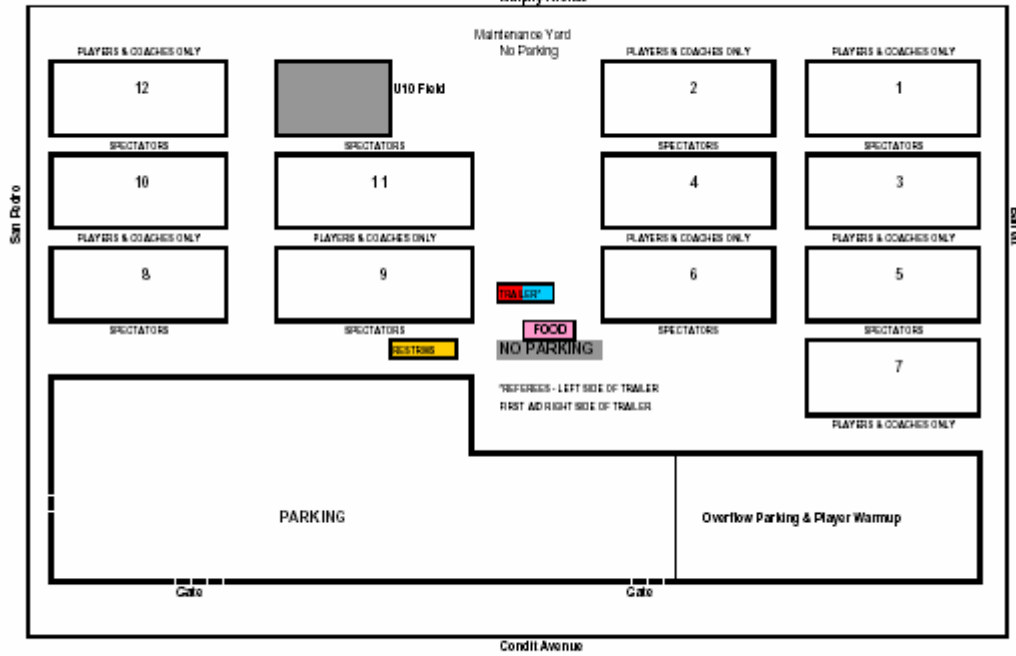 Maintenance Yard
No Parking
PLAYERS & COACHES ONLY
PLAYERS & COACHES ONLY
PLAYERS & COACHES ONLY
12
U10 Field
2
1
SPECTATORS
SPECTATORS
SPECTATORS
SPECTATORS
San Pedro
10
11
4
3
PLAYERS & COACHES ONLY
PLAYERS & COACHES ONLY
PLAYERS & COACHES ONLY
PLAYERS & COACHES ONLY
8
9
6
5
TRAILER*
SPECTATORS
SPECTATORS
FOOD
SPECTATORS
SPECTATORS
RESTRMS
NO PARKING
7
*REFEREES - LEFT SIDE OF TRAILER
FIRST AID RIGHT SIDE OF TRAILER
PLAYERS & COACHES ONLY
PARKING
Overflow Parking & Player Warmup
Gate
Gate
Condit Avenue